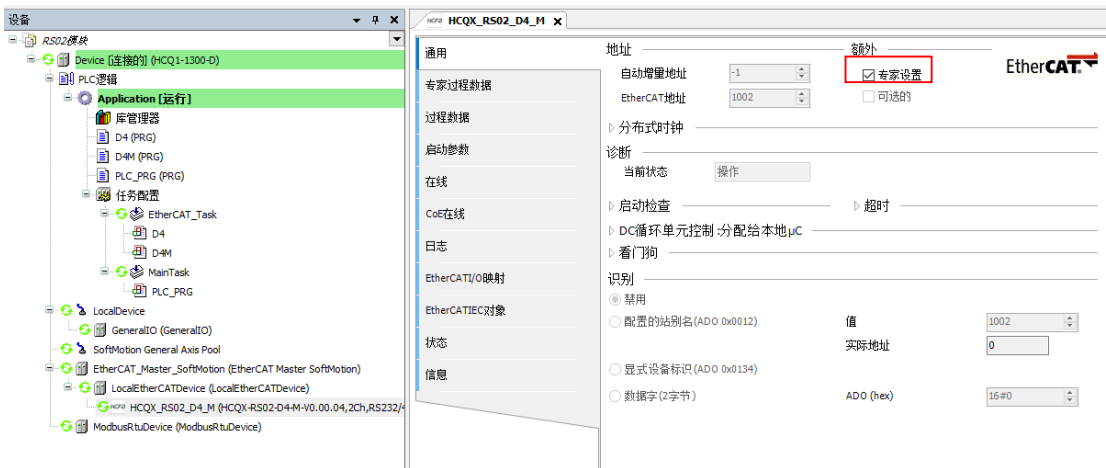 设备
RS02模块
Device [连接的] (HCQ1-1300-D)
PLC逻辑
Application [运行]
库管理器
D4 (PRG)
D4M (PRG)
PLC_PRG (PRG)
任务配置
EtherCAT_Task
D4
D4M
MainTask
PLC_PRG
LocalDevice
GeneralIO (GeneralIO)
SoftMotion General Axis Pool
EtherCAT_Master_SoftMotion (EtherCAT Master SoftMotion)
LocalEtherCATDevice (LocalEtherCATDevice)
HCQX_RS02_D4_M (HCQX-RS02-D4-M-V0.00.04,2Ch,RS232/4
ModbusRtuDevice (ModbusRtuDevice)
HCQX_RS02_D4_M
通用
专家过程数据
过程数据
启动参数
在线
CoE在线
日志
EtherCATI/O映射
EtherCATIEC对象
状态
信息
地址
额外
自动增量地址 -1
专家设置
EtherCAT.
EtherCAT地址 1002
可选的
分布式时钟
诊断
当前状态 操作
启动检查
超时
DC循环单元控制:分配给本地μC
看门狗
识别
禁用
配置的站别名(ADO 0x0012) 值 1002
实际地址 0
显式设备标识(ADO 0x0134)
数据字(2字节) ADO (hex) 16#0